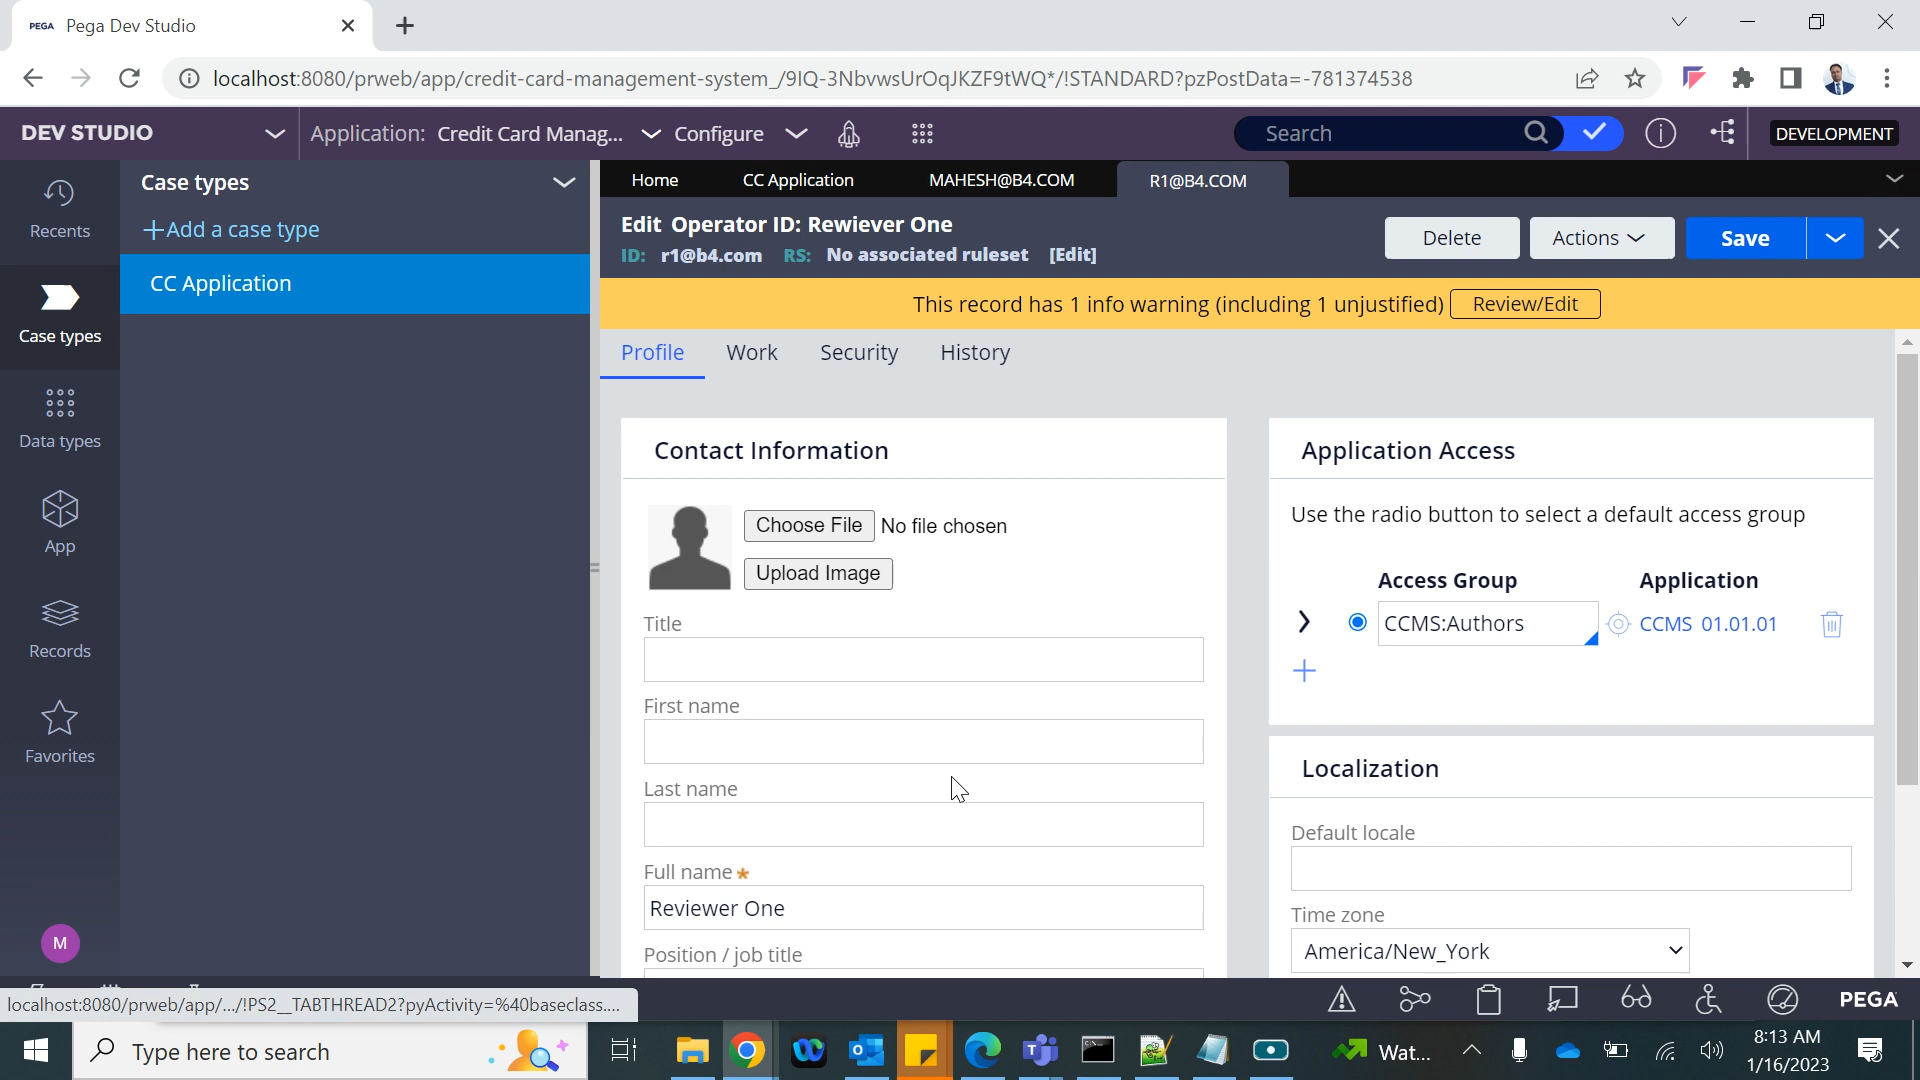 PEGA Pega Dev Studio
localhost:8080/prweb/app/credit-card-management-system_/9IQ-3NbvwsUrOqJKZF9tWQ*/!STANDARD?pzPostData=-781374538
DEV STUDIO
Application: Credit Card Manag... Configure
Search
DEVELOPMENT
Recents
Case types
Data types
App
Records
Favorites
M
Case types
+Add a case type
CC Application
Home CC Application MAHESH@B4.COM R1@B4.COM
Edit Operator ID: Rewiever One
ID: r1@b4.com RS: No associated ruleset [Edit]
Delete Actions Save
This record has 1 info warning (including 1 unjustified) Review/Edit
Profile Work Security History
Contact Information
Choose File No file chosen
Upload Image
Title
First name
Last name
Full name *
Reviewer One
Position / job title
Application Access
Use the radio button to select a default access group
Access Group Application
CCMS:Authors CCMS 01.01.01
Localization
Default locale
Time zone
America/New_York
localhost:8080/prweb/app/.../!PS2__TABTHREAD2?pyActivity=%40baseclass....
PEGA
Type here to search
Wat...
8:13 AM
1/16/2023